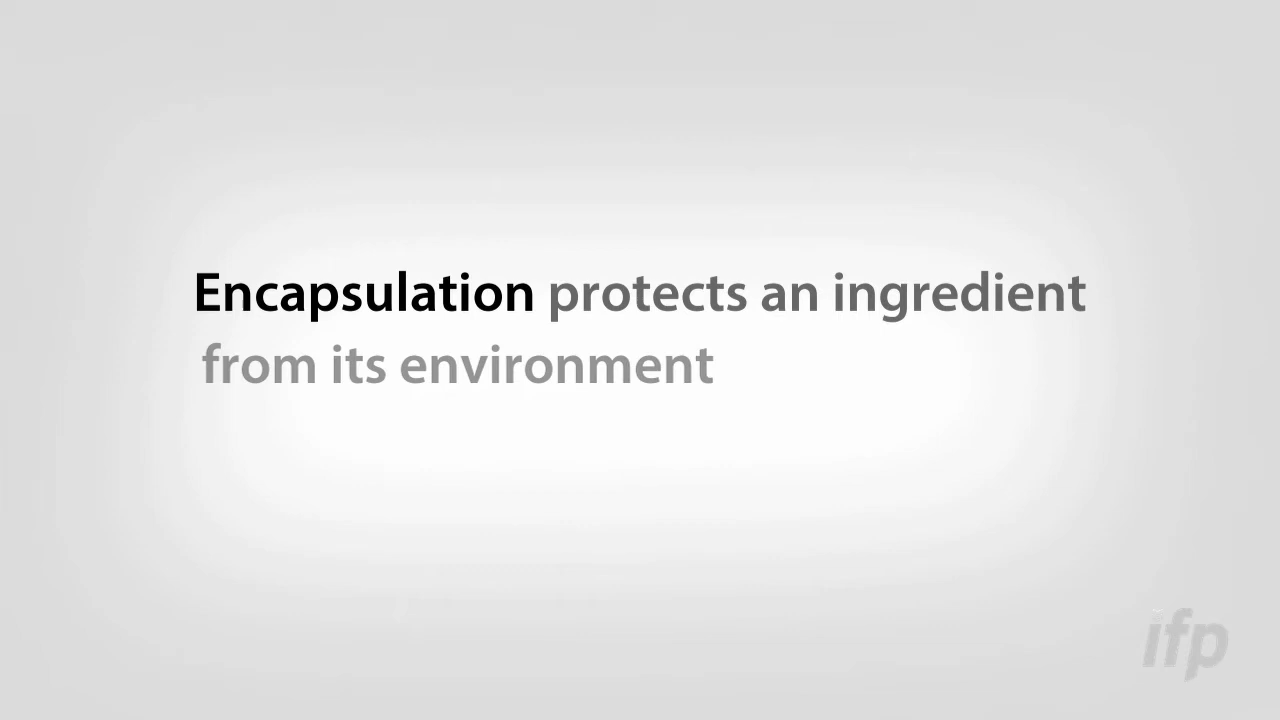 Encapsulation protects an ingredient
from its environment
ifp